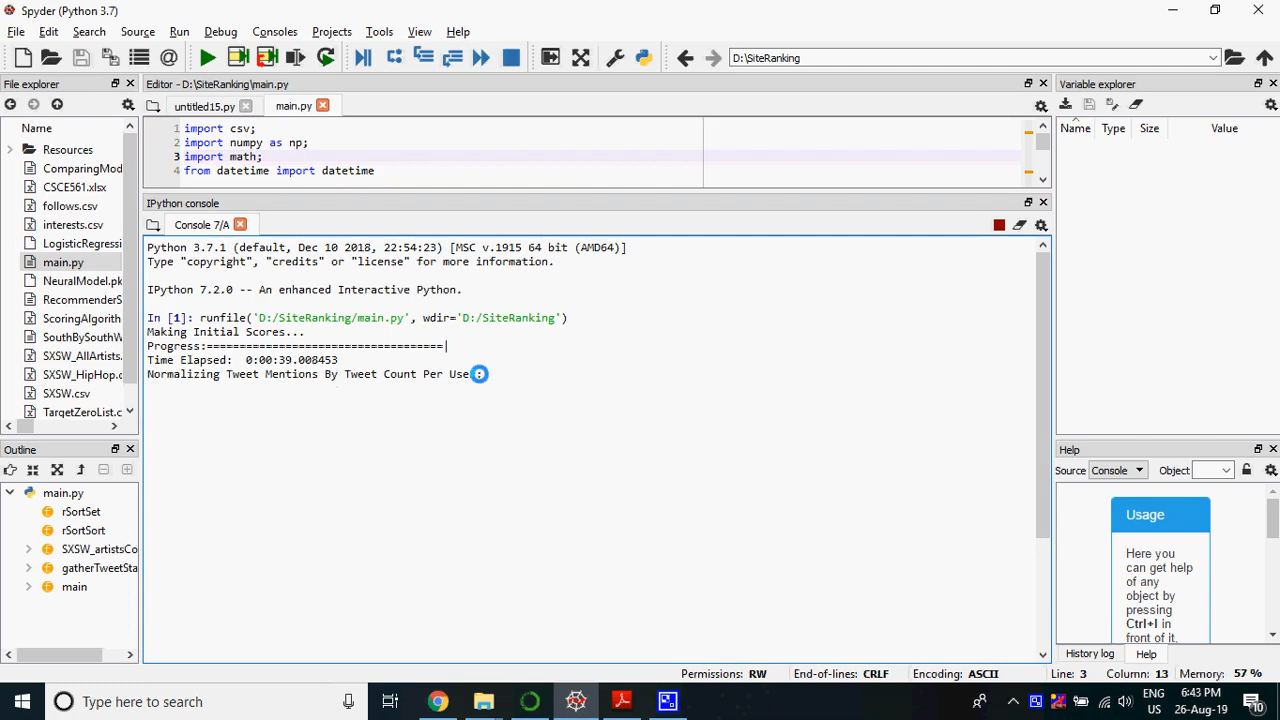 Spyder (Python 3.7)
File Edit Search Source Run Debug Consoles Projects Tools View Help
D:\SiteRanking
File explorer
Name
Resources
ComparingMod
CSCE561.xlsx
follows.csv
interests.csv
LogisticRegressi
main.py
NeuralModel.pk
RecommenderS
ScoringAlgorith
SouthBySouthW
SXSW_AllArtists.
SXSW_HipHop.c
SXSW.csv
TargetZeroList.c
Outline
main.py
rSortSet
rSortSort
SXSW_artistsCo
gatherTweetSta
main
Editor - D:\SiteRanking\main.py
untitled15.py main.py
1 import csv;
2 import numpy as np;
3 import math;
4 from datetime import datetime
IPython console
Console 7/A
Python 3.7.1 (default, Dec 10 2018, 22:54:23) [MSC v.1915 64 bit (AMD64)]
Type "copyright", "credits" or "license" for more information.
IPython 7.2.0 -- An enhanced Interactive Python.
In [1]: runfile('D:/SiteRanking/main.py', wdir='D:/SiteRanking')
Making Initial Scores...
Progress:====================================|
Time Elapsed:  0:00:39.008453
Normalizing Tweet Mentions By Tweet Count Per Use
Variable explorer
Name Type Size Value
Help
Source Console Object
Usage
Here you
can get help
of any
object by
pressing
Ctrl+I in
front of it,
History log Help
Permissions: RW End-of-lines: CRLF Encoding: ASCII Line: 3 Column: 13 Memory: 57 %
Type here to search
ENG
US
6:43 PM
26-Aug-19
10